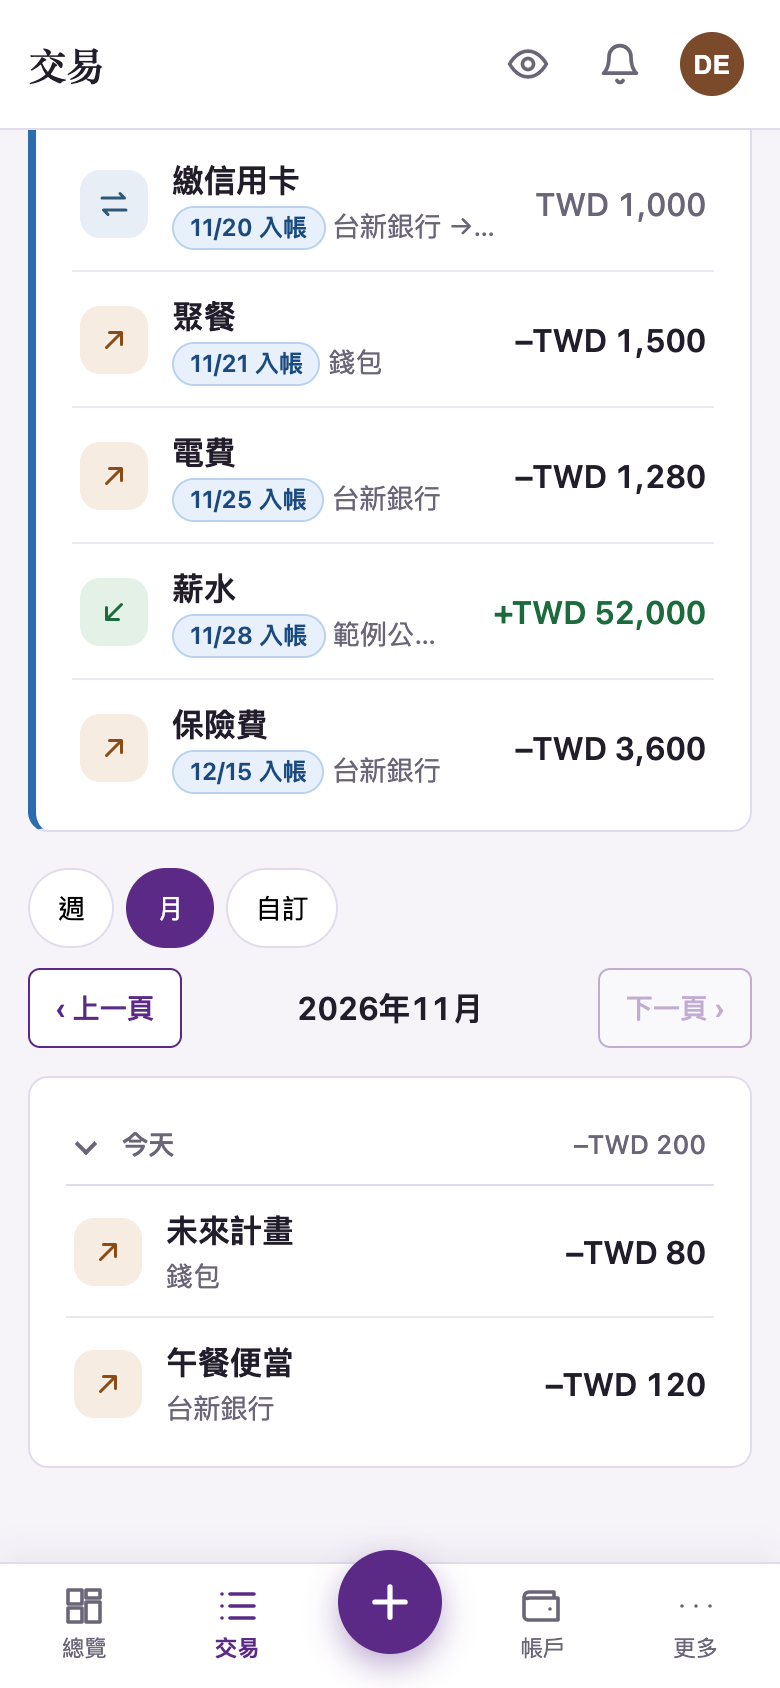 交易
DE
繳信用卡
TWD 1,000
11/20 入帳 台新銀行 →...
聚餐
–TWD 1,500
11/21 入帳 錢包
電費
–TWD 1,280
11/25 入帳 台新銀行
薪水
+TWD 52,000
11/28 入帳 範例公...
保險費
–TWD 3,600
12/15 入帳 台新銀行
週 月 自訂
‹ 上一頁 2026年11月 下一頁 ›
今天 –TWD 200
未來計畫
–TWD 80
錢包
午餐便當
–TWD 120
台新銀行
總覽 交易 帳戶 更多